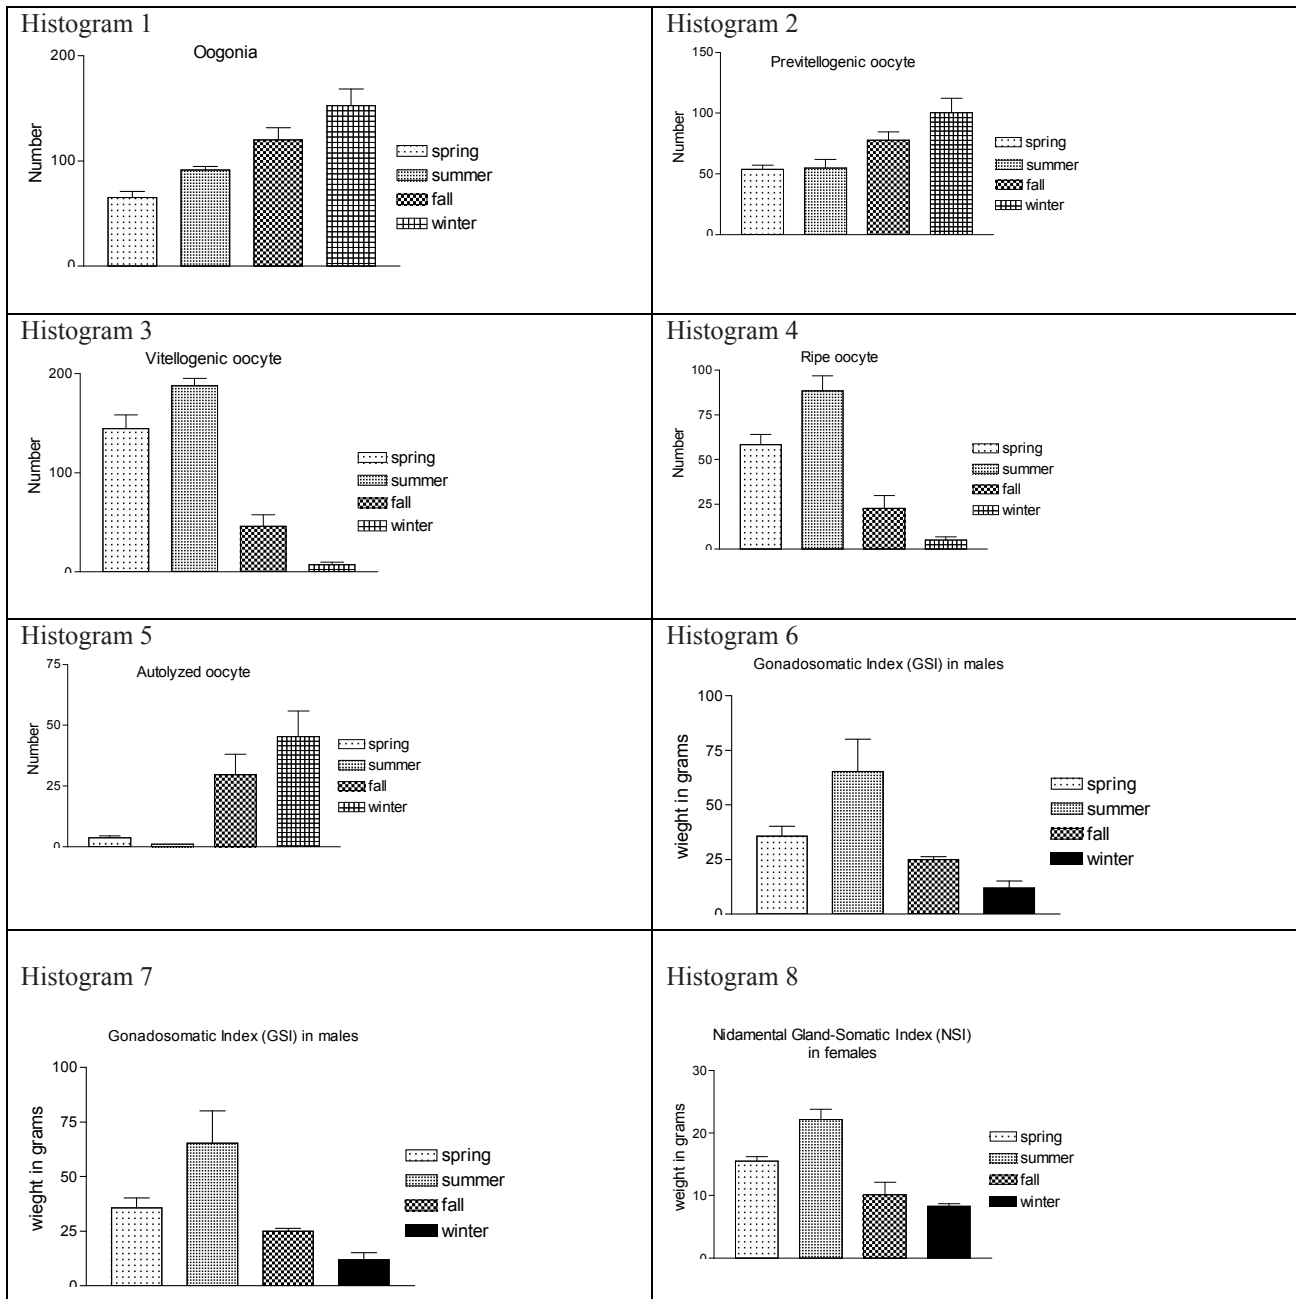 Histogram 1
Oogonia
200
100
0
Number
spring
summer
fall
winter
Histogram 2
Previtellogenic oocyte
150
100
50
0
Number
spring
summer
fall
winter
Histogram 3
Vitellogenic oocyte
200
100
0
Number
spring
summer
fall
winter
Histogram 4
Ripe oocyte
100
75
50
25
0
Number
spring
summer
fall
winter
Histogram 5
Autolyzed oocyte
75
50
25
0
Number
spring
summer
fall
winter
Histogram 6
Gonadosomatic Index (GSI) in males
100
75
50
25
0
wieght in grams
spring
summer
fall
winter
Histogram 7
Gonadosomatic Index (GSI) in males
100
75
50
25
0
wieght in grams
spring
summer
fall
winter
Histogram 8
Nidamental Gland-Somatic Index (NSI)
in females
30
20
10
0
weight in grams
spring
summer
fall
winter